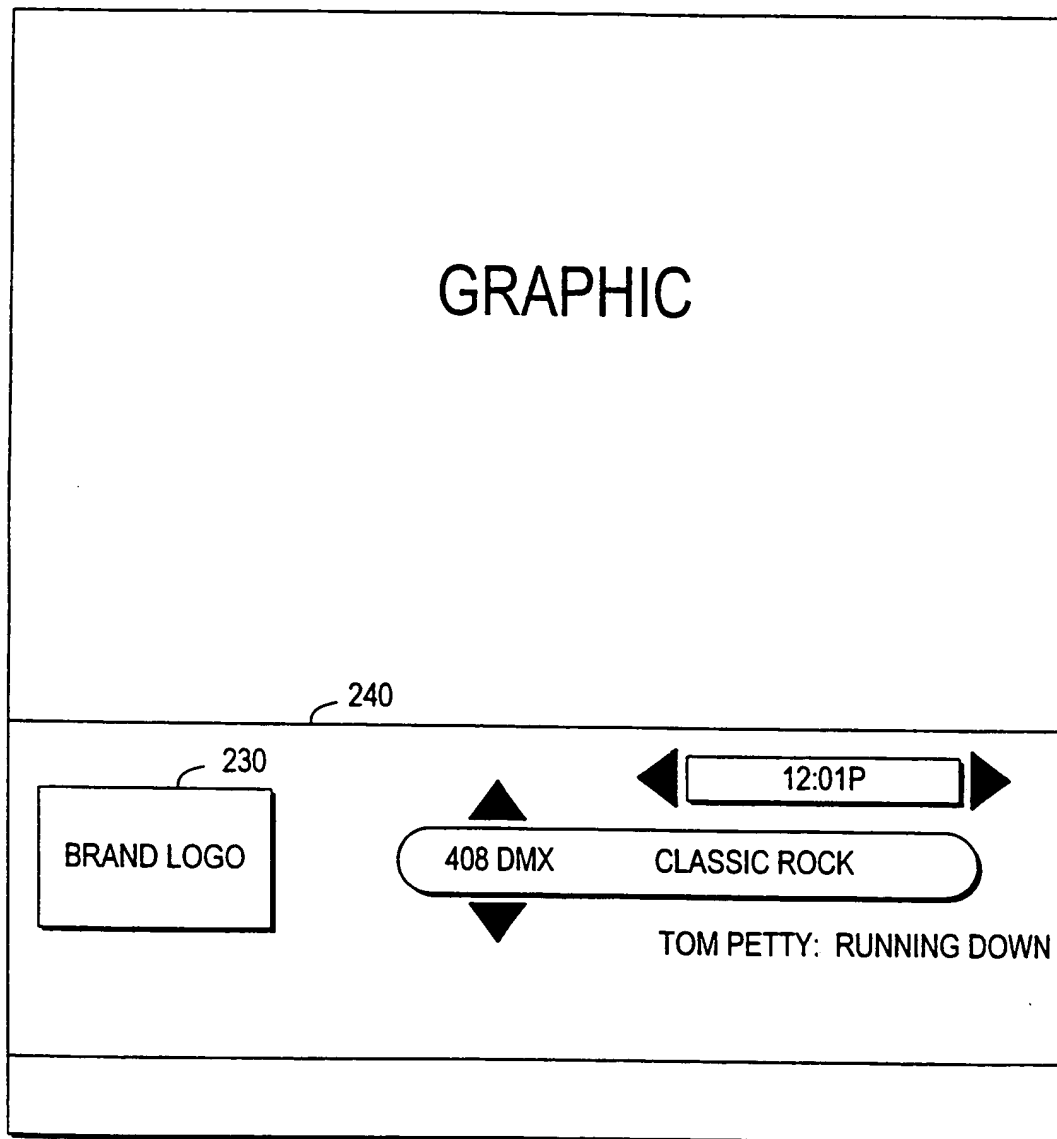 GRAPHIC
240
230
12:01P
BRAND LOGO
408 DMX CLASSIC ROCK
TOM PETTY: RUNNING DOWN